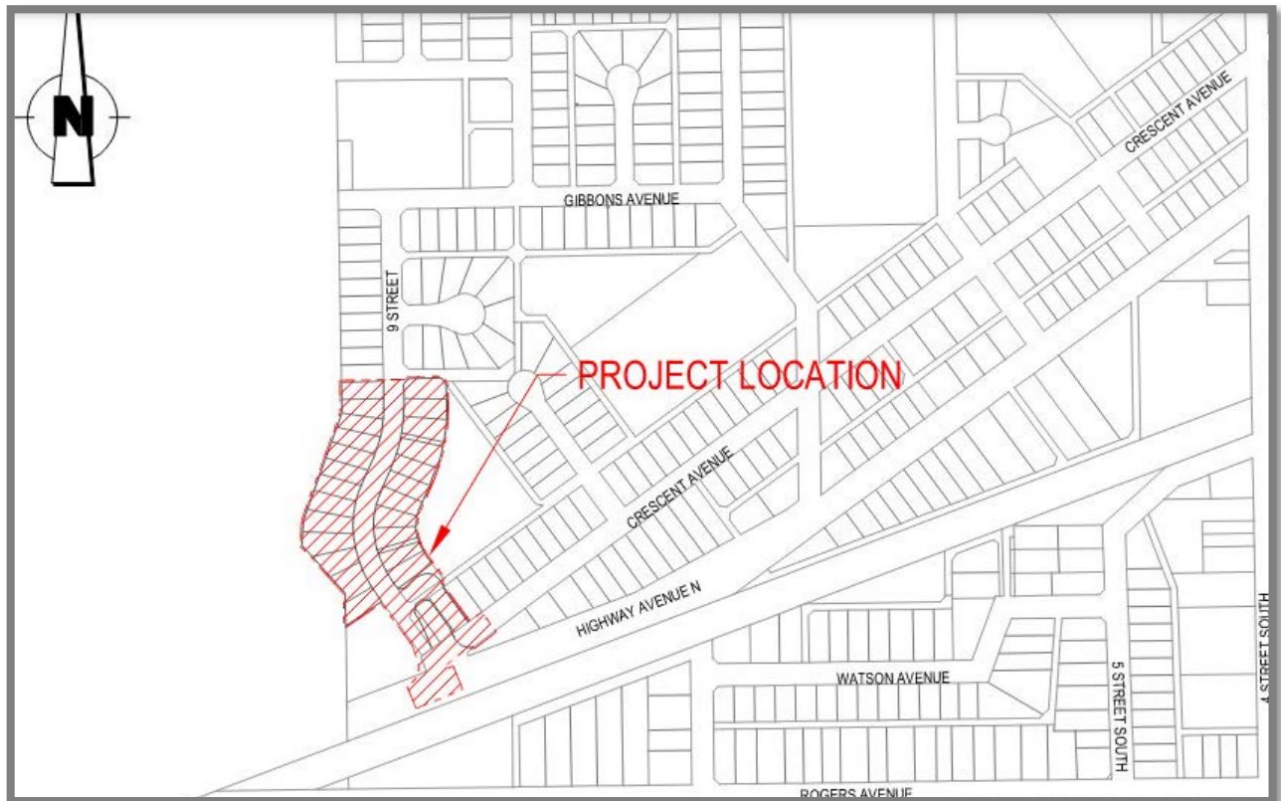 N
CRESCENT AVENUE
GIBBONS AVENUE
9 STREET
PROJECT LOCATION
CRESCENT AVENUE
HIGHWAY AVENUE N
4 STREET SOUTH
WATSON AVENUE
5 STREET SOUTH
ROGERS AVENUE